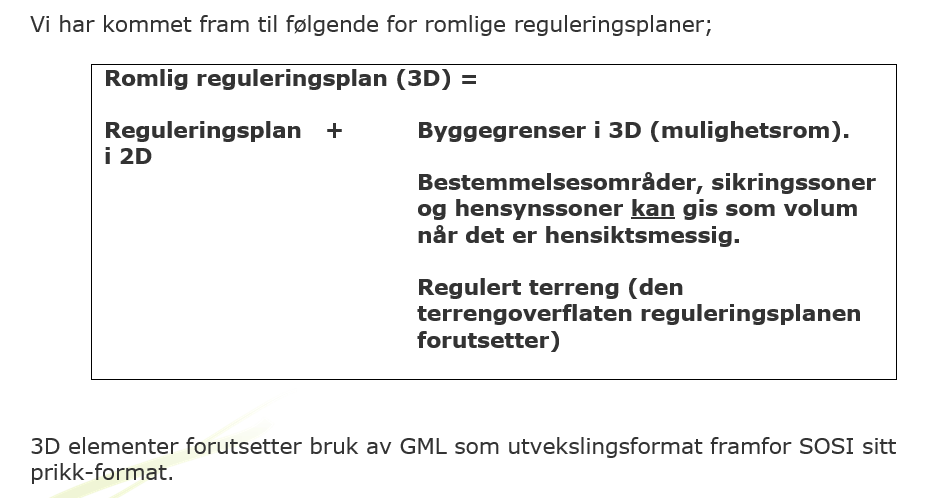 Vi har kommet fram til følgende for romlige reguleringsplaner;
Romlig reguleringsplan (3D) =
Reguleringsplan +
i 2D
Byggegrenser i 3D (mulighetsrom).
Bestemmelsesområder, sikringssoner
og hensynssoner kan gis som volum
når det er hensiktsmessig.
Regulert terreng (den
terrengoverflaten reguleringsplanen
forutsetter)
3D elementer forutsetter bruk av GML som utvekslingsformat framfor SOSI sitt
prikk-format.